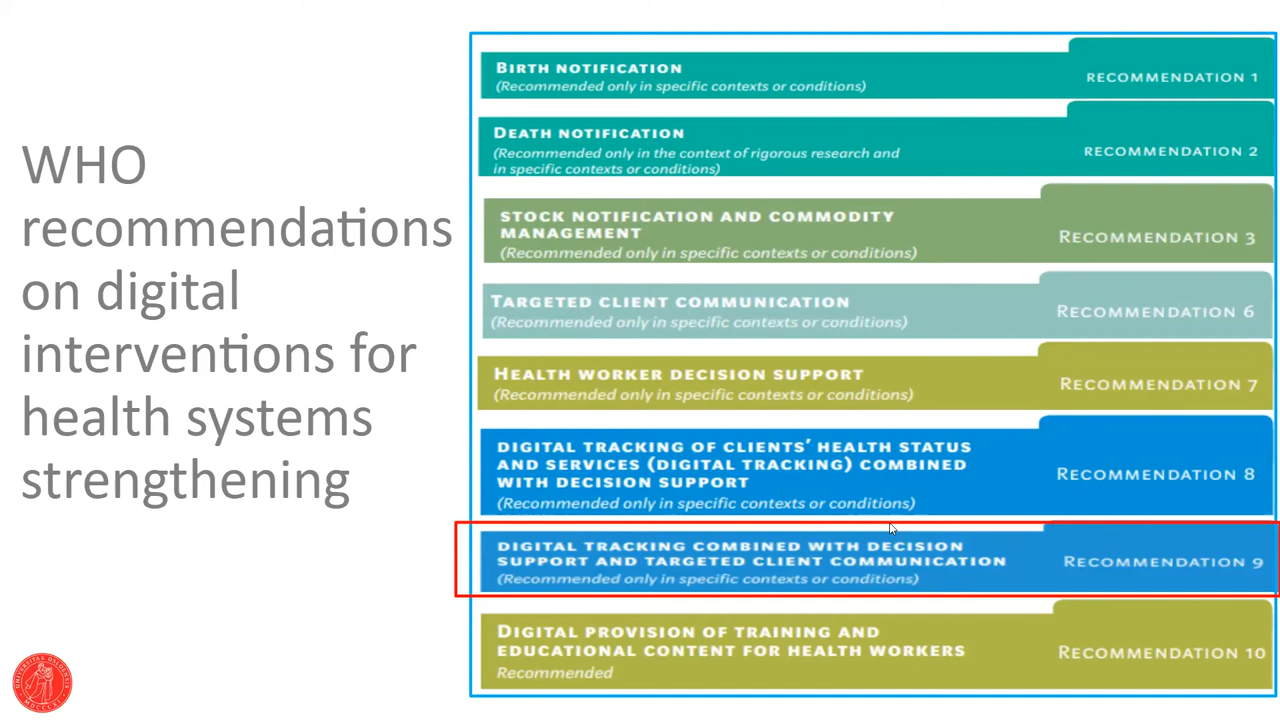 WHO
recommendations
on digital
interventions for
health systems
strengthening
BIRTH NOTIFICATION
(Recommended only in specific contexts or conditions)
RECOMMENDATION 1
DEATH NOTIFICATION
(Recommended only in the context of rigorous research and
in specific contexts or conditions)
RECOMMENDATION 2
STOCK NOTIFICATION AND COMMODITY
MANAGEMENT
(Recommended only in specific contexts or conditions)
RECOMMENDATION 3
TARGETED CLIENT COMMUNICATION
(Recommended only in specific contexts or conditions)
RECOMMENDATION 6
HEALTH WORKER DECISION SUPPORT
(Recommended only in specific contexts or conditions)
RECOMMENDATION 7
DIGITAL TRACKING OF CLIENTS’ HEALTH STATUS
AND SERVICES (DIGITAL TRACKING) COMBINED
WITH DECISION SUPPORT
(Recommended only in specific contexts or conditions)
RECOMMENDATION 8
DIGITAL TRACKING COMBINED WITH DECISION
SUPPORT AND TARGETED CLIENT COMMUNICATION
(Recommended only in specific contexts or conditions)
RECOMMENDATION 9
DIGITAL PROVISION OF TRAINING AND
EDUCATIONAL CONTENT FOR HEALTH WORKERS
Recommended
RECOMMENDATION 10
UNIVERSITAS OSLOENSIS
MDCCCXI